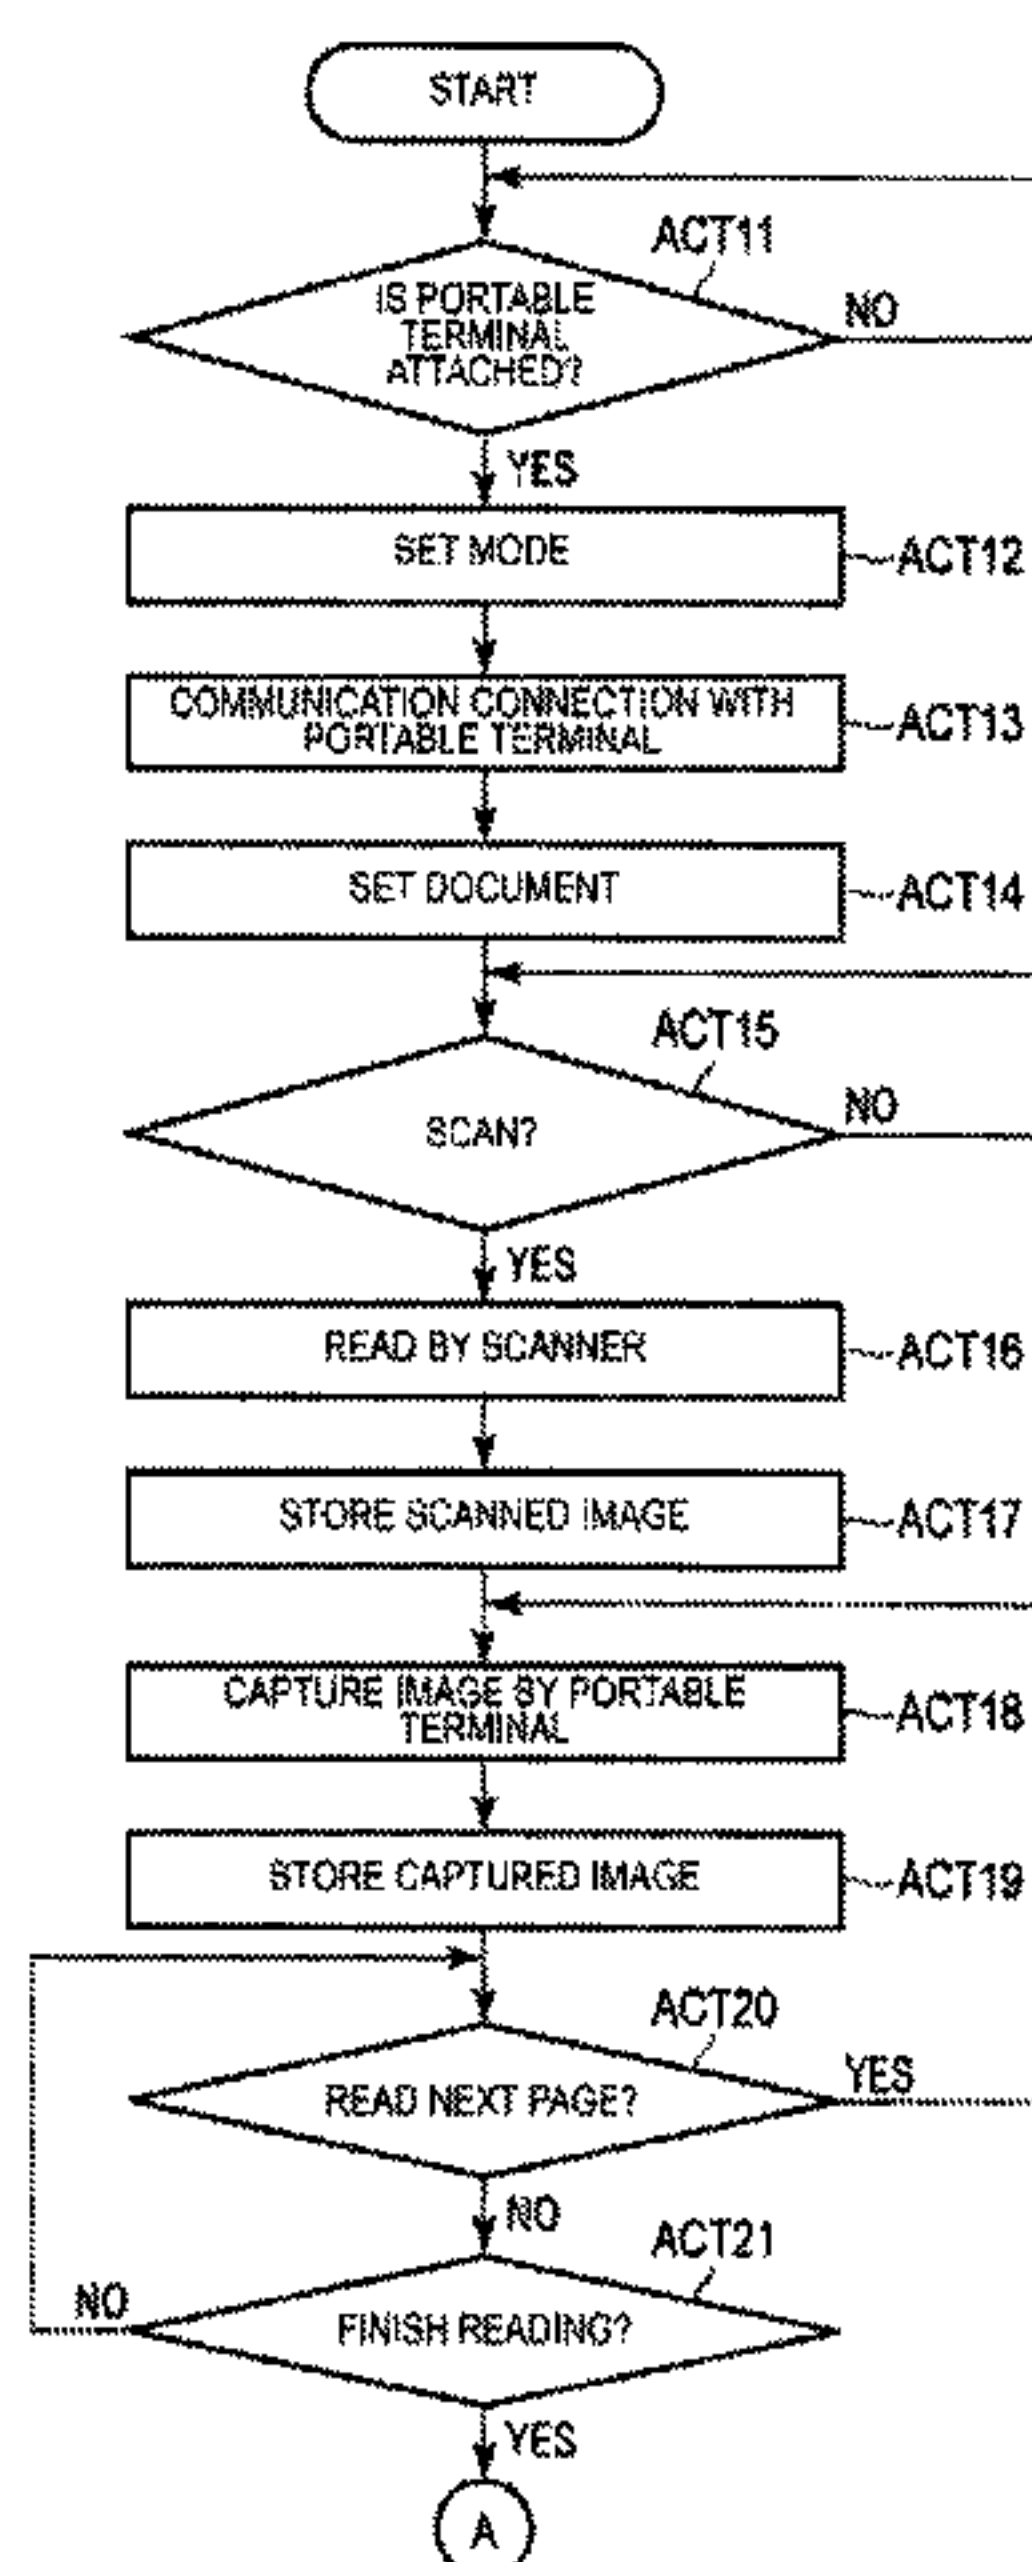 START
ACT11
IS PORTABLE
TERMINAL
ATTACHED?
NO
YES
SET MODE
ACT12
COMMUNICATION CONNECTION WITH
PORTABLE TERMINAL
ACT13
SET DOCUMENT
ACT14
ACT15
SCAN?
NO
YES
READ BY SCANNER
ACT16
STORE SCANNED IMAGE
ACT17
CAPTURE IMAGE BY PORTABLE
TERMINAL
ACT18
STORE CAPTURED IMAGE
ACT19
ACT20
READ NEXT PAGE?
YES
NO
ACT21
FINISH READING?
NO
YES
A